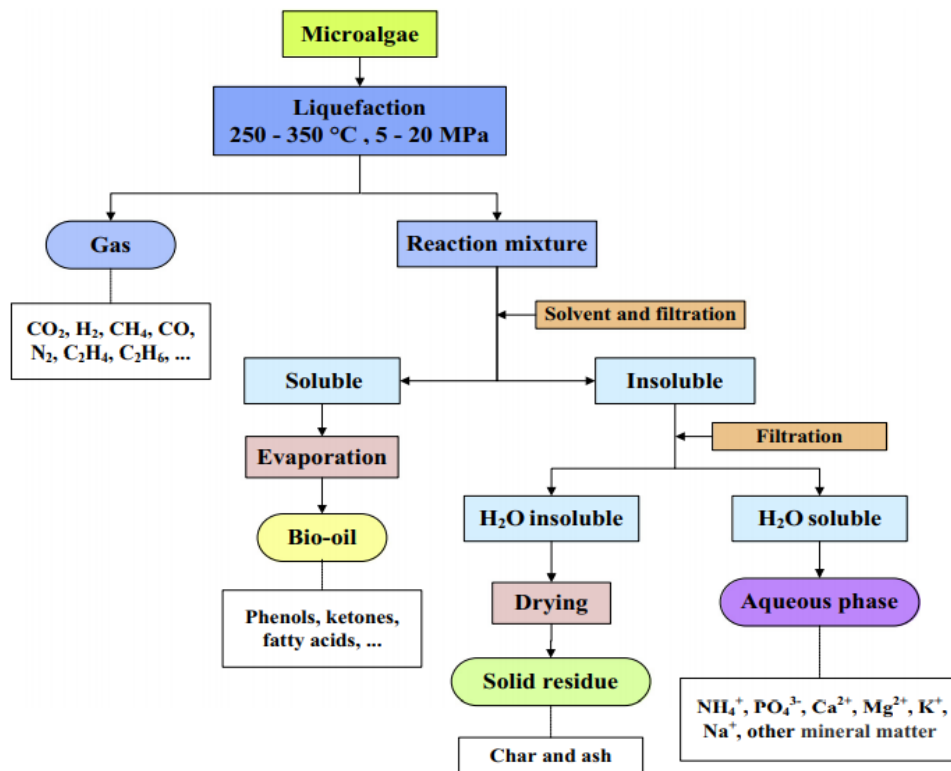 Microalgae
Liquefaction
250 - 350 °C , 5 - 20 MPa
Gas
Reaction mixture
CO₂, H₂, CH₄, CO,
N₂, C₂H₄, C₂H₆, ...
Solvent and filtration
Soluble
Insoluble
Evaporation
Filtration
Bio-oil
H₂O insoluble
H₂O soluble
Phenols, ketones,
fatty acids, ...
Drying
Aqueous phase
Solid residue
NH₄⁺, PO₄³⁻, Ca²⁺, Mg²⁺, K⁺,
Na⁺, other mineral matter
Char and ash